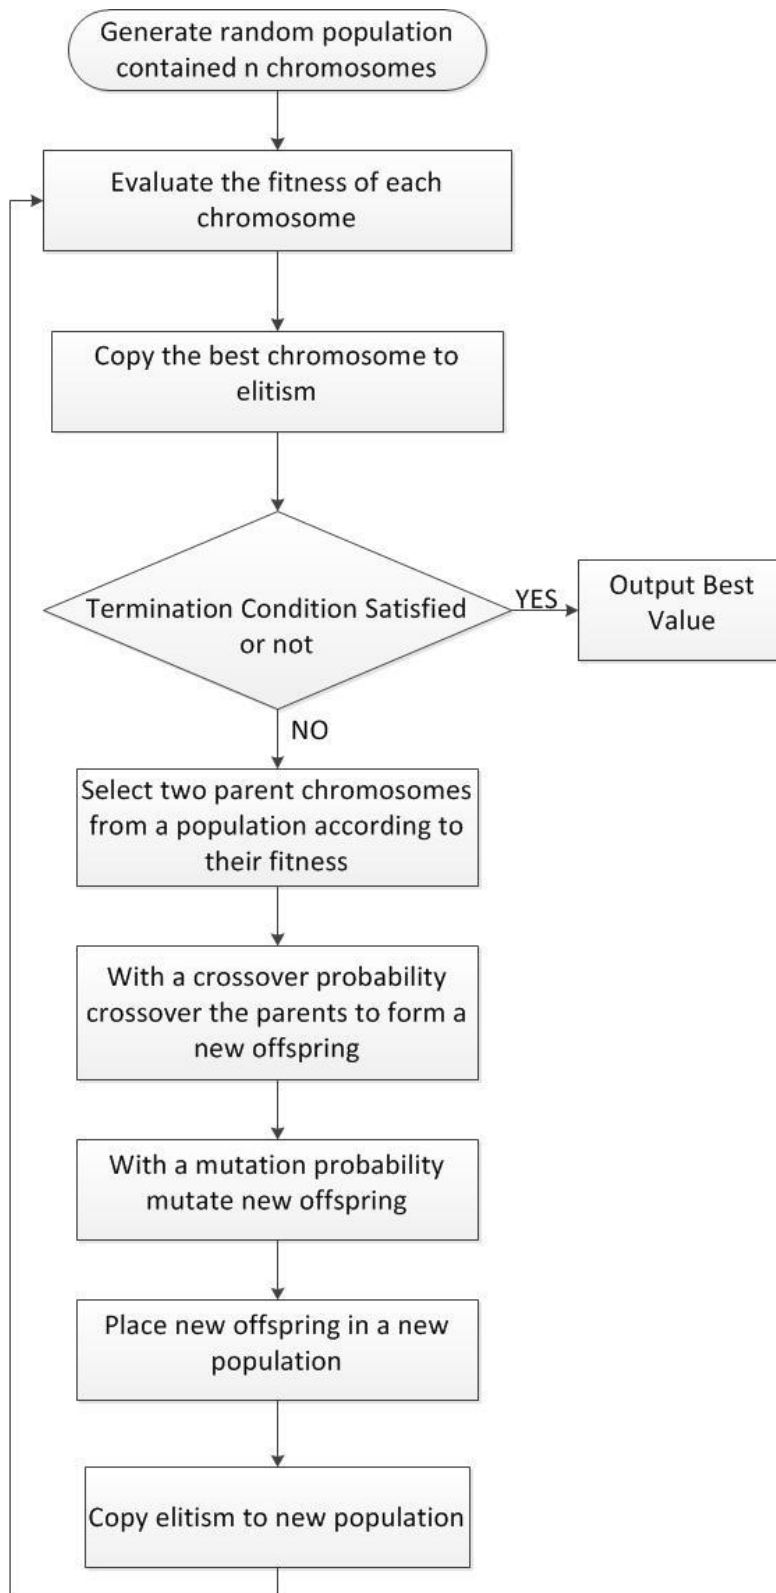 Generate random population
contained n chromosomes
Evaluate the fitness of each
chromosome
Copy the best chromosome to
elitism
Termination Condition Satisfied
or not
YES
Output Best
Value
NO
Select two parent chromosomes
from a population according to
their fitness
With a crossover probability
crossover the parents to form a
new offspring
With a mutation probability
mutate new offspring
Place new offspring in a new
population
Copy elitism to new population